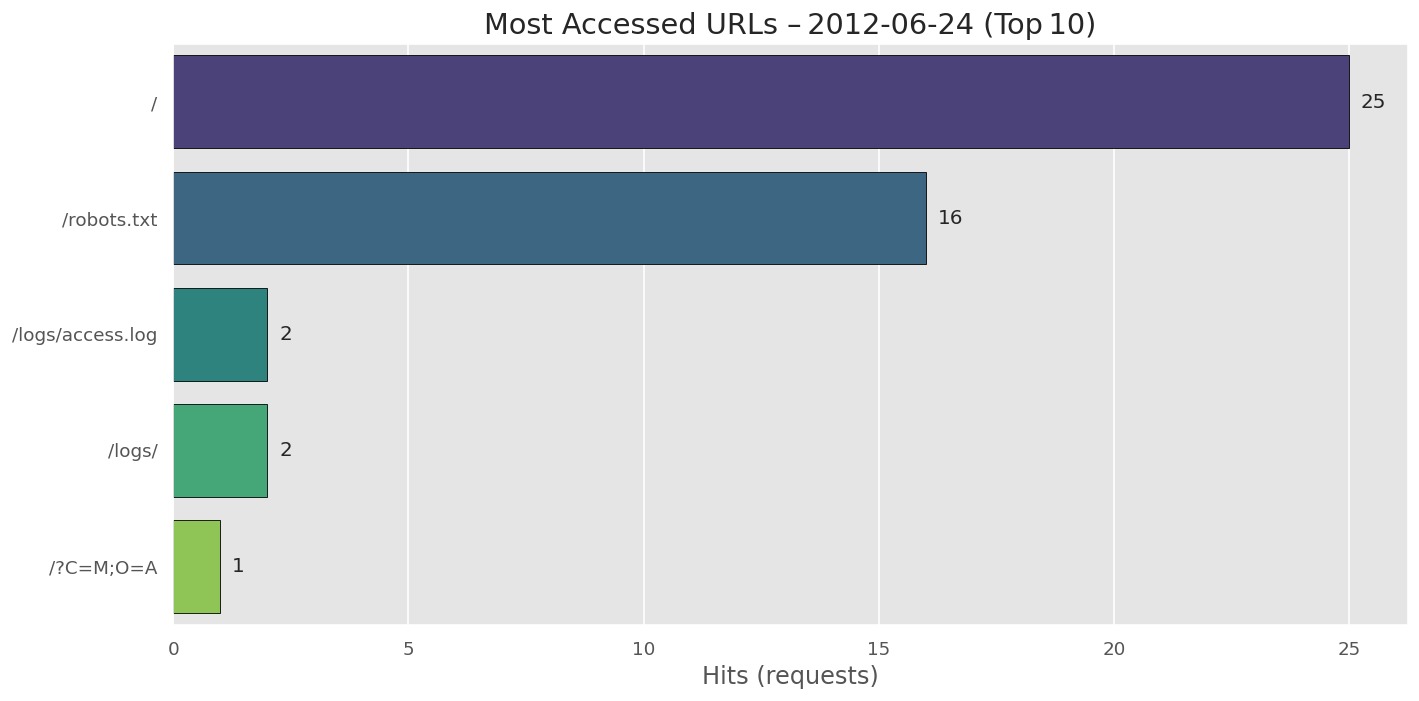 Most Accessed URLs – 2012-06-24 (Top 10)
/
25
/robots.txt
16
/logs/access.log
2
/logs/
2
/?C=M;O=A
1
0
5
10
15
20
25
Hits (requests)